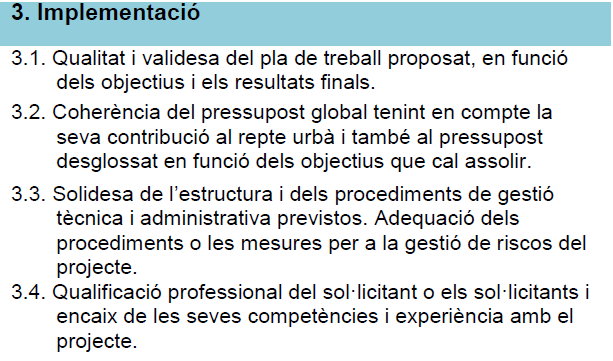 3. Implementació
3.1. Qualitat i validesa del pla de treball proposat, en funció
dels objectius i els resultats finals.
3.2. Coherència del pressupost global tenint en compte la
seva contribució al repte urbà i també al pressupost
desglossat en funció dels objectius que cal assolir.
3.3. Solidesa de l’estructura i dels procediments de gestió
tècnica i administrativa previstos. Adequació dels
procediments o les mesures per a la gestió de riscos del
projecte.
3.4. Qualificació professional del sol·licitant o els sol·licitants i
encaix de les seves competències i experiència amb el
projecte.